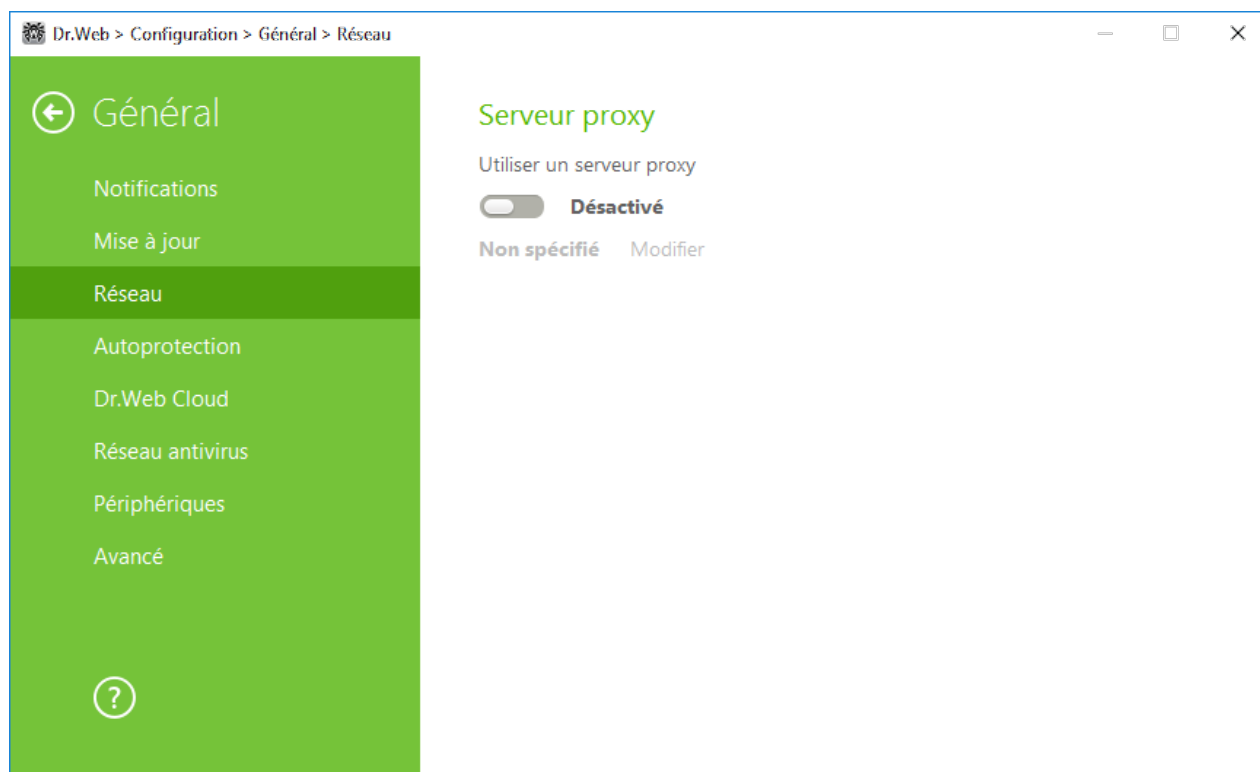 Dr.Web > Configuration > Général > Réseau
Général
Notifications
Mise à jour
Réseau
Autoprotection
Dr.Web Cloud
Réseau antivirus
Périphériques
Avancé
?
Serveur proxy
Utiliser un serveur proxy
Désactivé
Non spécifié Modifier